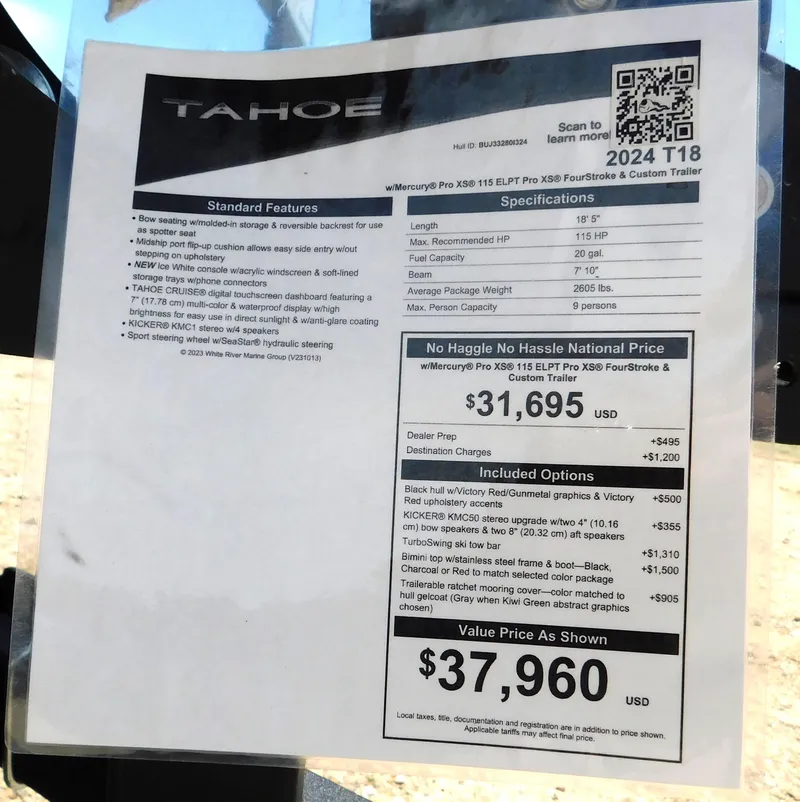 TAHOE
Hull ID: BUJ33280I324
Scan to
learn more!
2024 T18
w/Mercury® Pro XS® 115 ELPT Pro XS® FourStroke & Custom Trailer
Standard Features
• Bow seating w/molded-in storage & reversible backrest for use
as spotter seat
• Midship port flip-up cushion allows easy side entry w/out
stepping on upholstery
• NEW Ice White console w/acrylic windscreen & soft-lined
storage trays w/phone connectors
• TAHOE CRUISE® digital touchscreen dashboard featuring a
7" (17.78 cm) multi-color & waterproof display w/high
brightness for easy use in direct sunlight & w/anti-glare coating
• KICKER® KMC1 stereo w/4 speakers
• Sport steering wheel w/SeaStar® hydraulic steering
© 2023 White River Marine Group (V231013)
Specifications
Length 18' 5"
Max. Recommended HP 115 HP
Fuel Capacity 20 gal.
Beam 7' 10"
Average Package Weight 2605 lbs.
Max. Person Capacity 9 persons
No Haggle No Hassle National Price
w/Mercury® Pro XS® 115 ELPT Pro XS® FourStroke &
Custom Trailer
$31,695 USD
Dealer Prep +$495
Destination Charges +$1,200
Included Options
Black hull w/Victory Red/Gunmetal graphics & Victory +$500
Red upholstery accents
KICKER® KMC50 stereo upgrade w/two 4" (10.16 +$355
cm) bow speakers & two 8" (20.32 cm) aft speakers
TurboSwing ski tow bar +$1,310
Bimini top w/stainless steel frame & boot—Black, +$1,500
Charcoal or Red to match selected color package
Trailerable ratchet mooring cover—color matched to +$905
hull gelcoat (Gray when Kiwi Green abstract graphics
chosen)
Value Price As Shown
$37,960 USD
Local taxes, title, documentation and registration are in addition to price shown.
Applicable tariffs may affect final price.